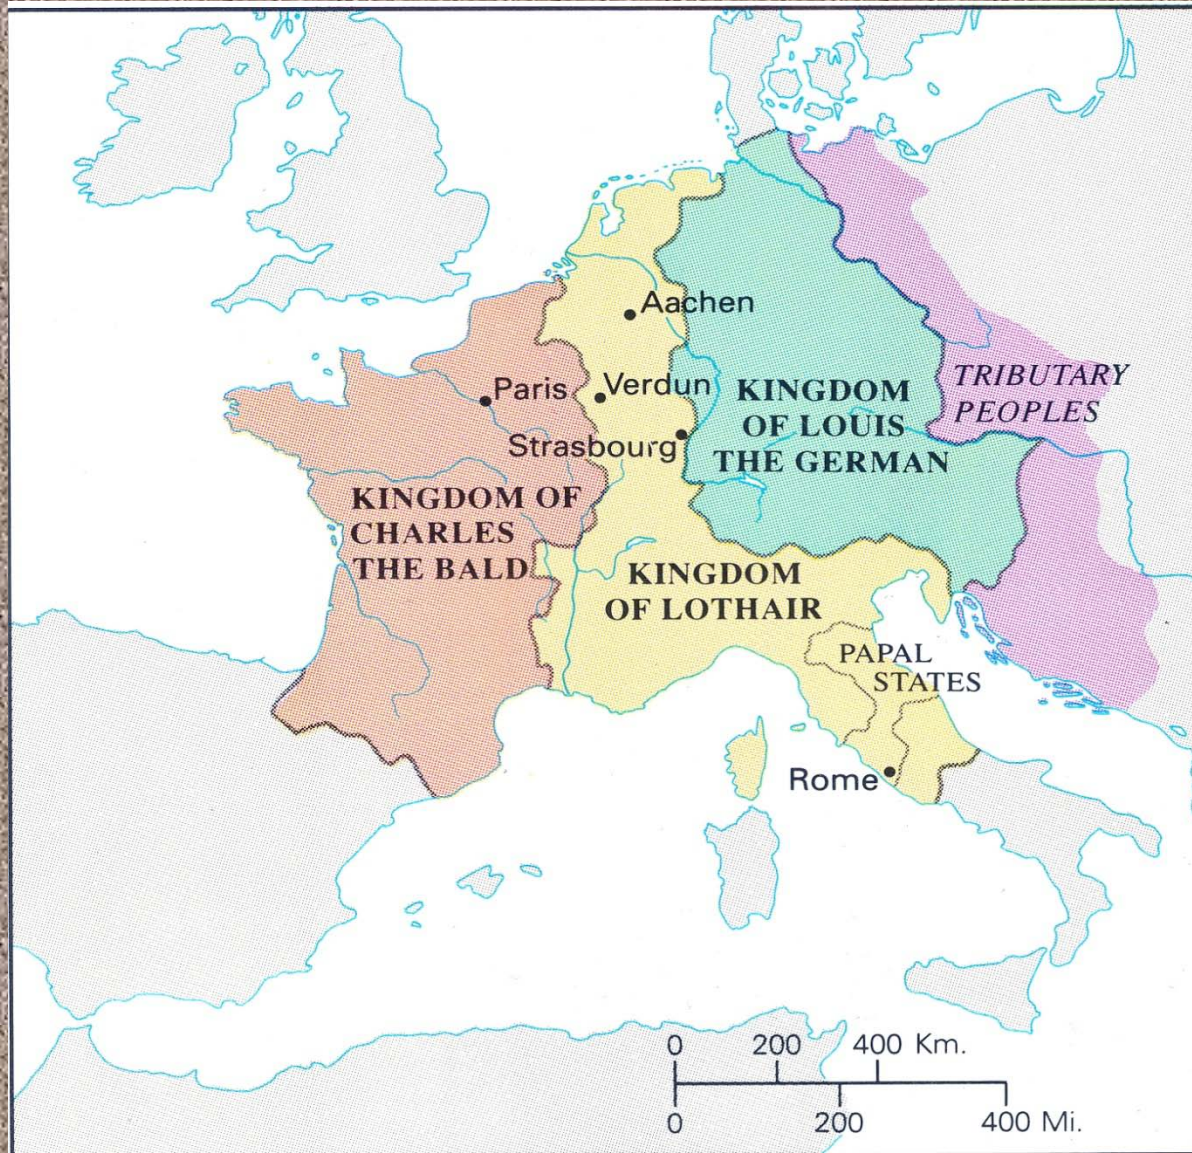 Aachen
Paris
Verdun
Strasbourg
KINGDOM
OF LOUIS
THE GERMAN
TRIBUTARY
PEOPLES
KINGDOM OF
CHARLES
THE BALD
KINGDOM
OF LOTHAIR
PAPAL
STATES
Rome
0 200 400 Km.
0 200 400 Mi.